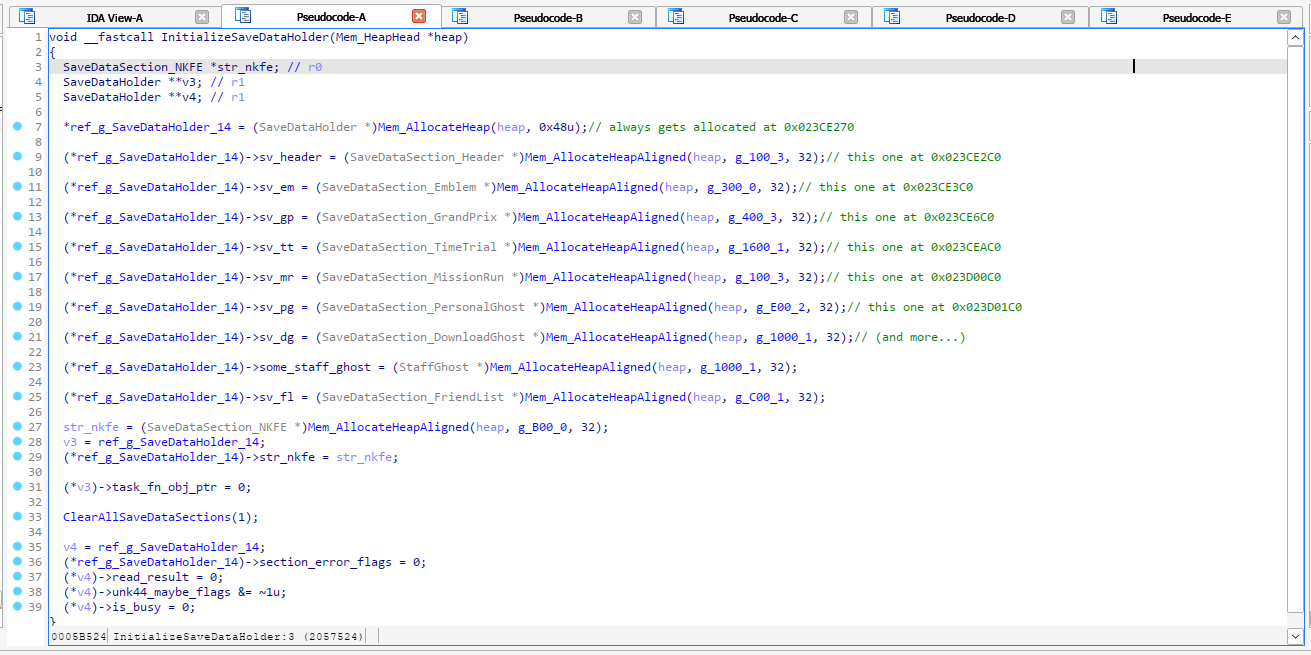 IDA View-A Pseudocode-A Pseudocode-B Pseudocode-C Pseudocode-D Pseudocode-E
1 void __fastcall InitializeSaveDataHolder(Mem_HeapHead *heap)
2 {
3 SaveDataSection_NKFE *str_nkfe; // r0
4 SaveDataHolder **v3; // r1
5 SaveDataHolder **v4; // r1
6
7 *ref_g_SaveDataHolder_14 = (SaveDataHolder *)Mem_AllocateHeap(heap, 0x48u);// always gets allocated at 0x023CE270
8
9 (*ref_g_SaveDataHolder_14)->sv_header = (SaveDataSection_Header *)Mem_AllocateHeapAligned(heap, g_100_3, 32);// this one at 0x023CE2C0
10
11 (*ref_g_SaveDataHolder_14)->sv_em = (SaveDataSection_Emblem *)Mem_AllocateHeapAligned(heap, g_300_0, 32);// this one at 0x023CE3C0
12
13 (*ref_g_SaveDataHolder_14)->sv_gp = (SaveDataSection_GrandPrix *)Mem_AllocateHeapAligned(heap, g_400_3, 32);// this one at 0x023CE6C0
14
15 (*ref_g_SaveDataHolder_14)->sv_tt = (SaveDataSection_TimeTrial *)Mem_AllocateHeapAligned(heap, g_1600_1, 32);// this one at 0x023CEAC0
16
17 (*ref_g_SaveDataHolder_14)->sv_mr = (SaveDataSection_MissionRun *)Mem_AllocateHeapAligned(heap, g_100_3, 32);// this one at 0x023D00C0
18
19 (*ref_g_SaveDataHolder_14)->sv_pg = (SaveDataSection_PersonalGhost *)Mem_AllocateHeapAligned(heap, g_E00_2, 32);// this one at 0x023D01C0
20
21 (*ref_g_SaveDataHolder_14)->sv_dg = (SaveDataSection_DownloadGhost *)Mem_AllocateHeapAligned(heap, g_1000_1, 32);// (and more...)
22
23 (*ref_g_SaveDataHolder_14)->some_staff_ghost = (StaffGhost *)Mem_AllocateHeapAligned(heap, g_1000_1, 32);
24
25 (*ref_g_SaveDataHolder_14)->sv_fl = (SaveDataSection_FriendList *)Mem_AllocateHeapAligned(heap, g_C00_1, 32);
26
27 str_nkfe = (SaveDataSection_NKFE *)Mem_AllocateHeapAligned(heap, g_B00_0, 32);
28 v3 = ref_g_SaveDataHolder_14;
29 (*ref_g_SaveDataHolder_14)->str_nkfe = str_nkfe;
30
31 (*v3)->task_fn_obj_ptr = 0;
32
33 ClearAllSaveDataSections(1);
34
35 v4 = ref_g_SaveDataHolder_14;
36 (*ref_g_SaveDataHolder_14)->section_error_flags = 0;
37 (*v4)->read_result = 0;
38 (*v4)->unk44_maybe_flags &= ~1u;
39 (*v4)->is_busy = 0;
}
0005B524 InitializeSaveDataHolder:3 (2057524)